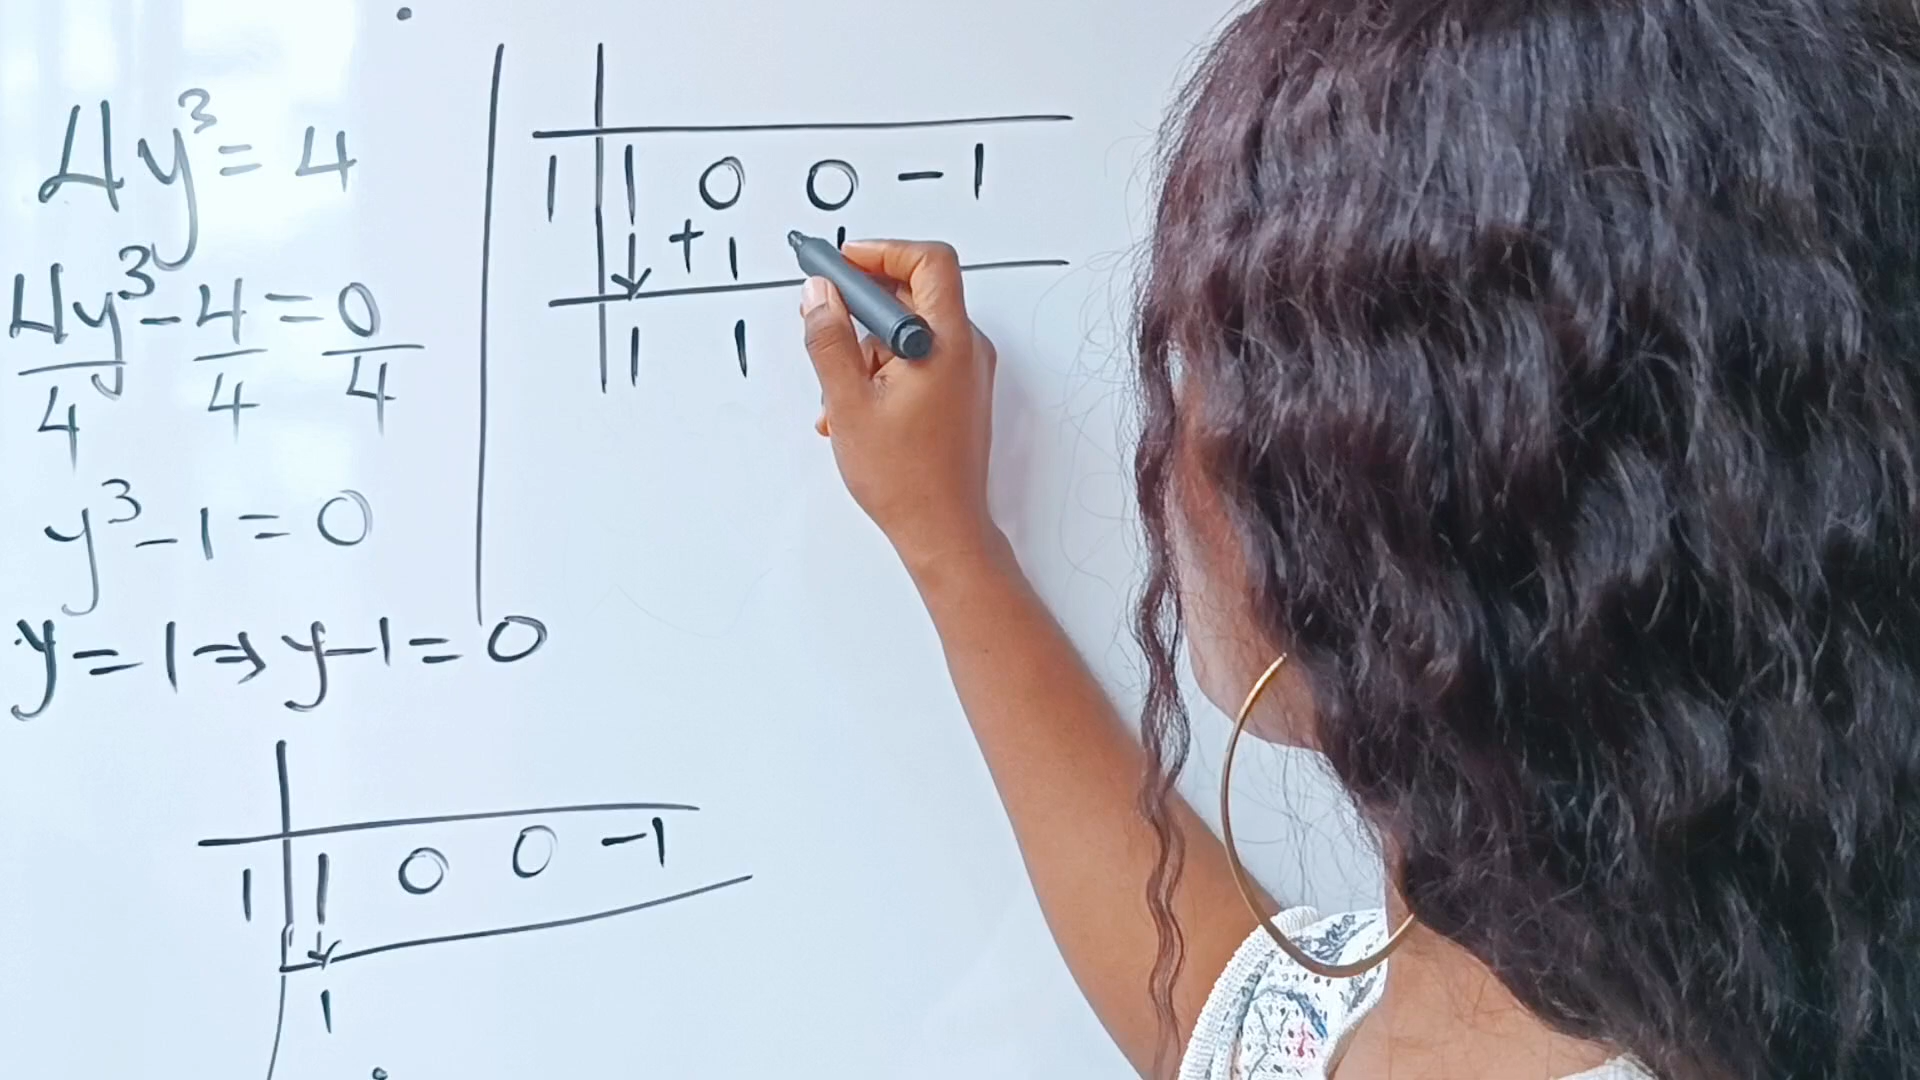 4y³ = 4
4y³ - 4 = 0
4 4 4
y³ - 1 = 0
y = 1 ⇒ y - 1 = 0
1 1 0 0 -1
1
1 1 0 0 -1
+ 1 1
1 1